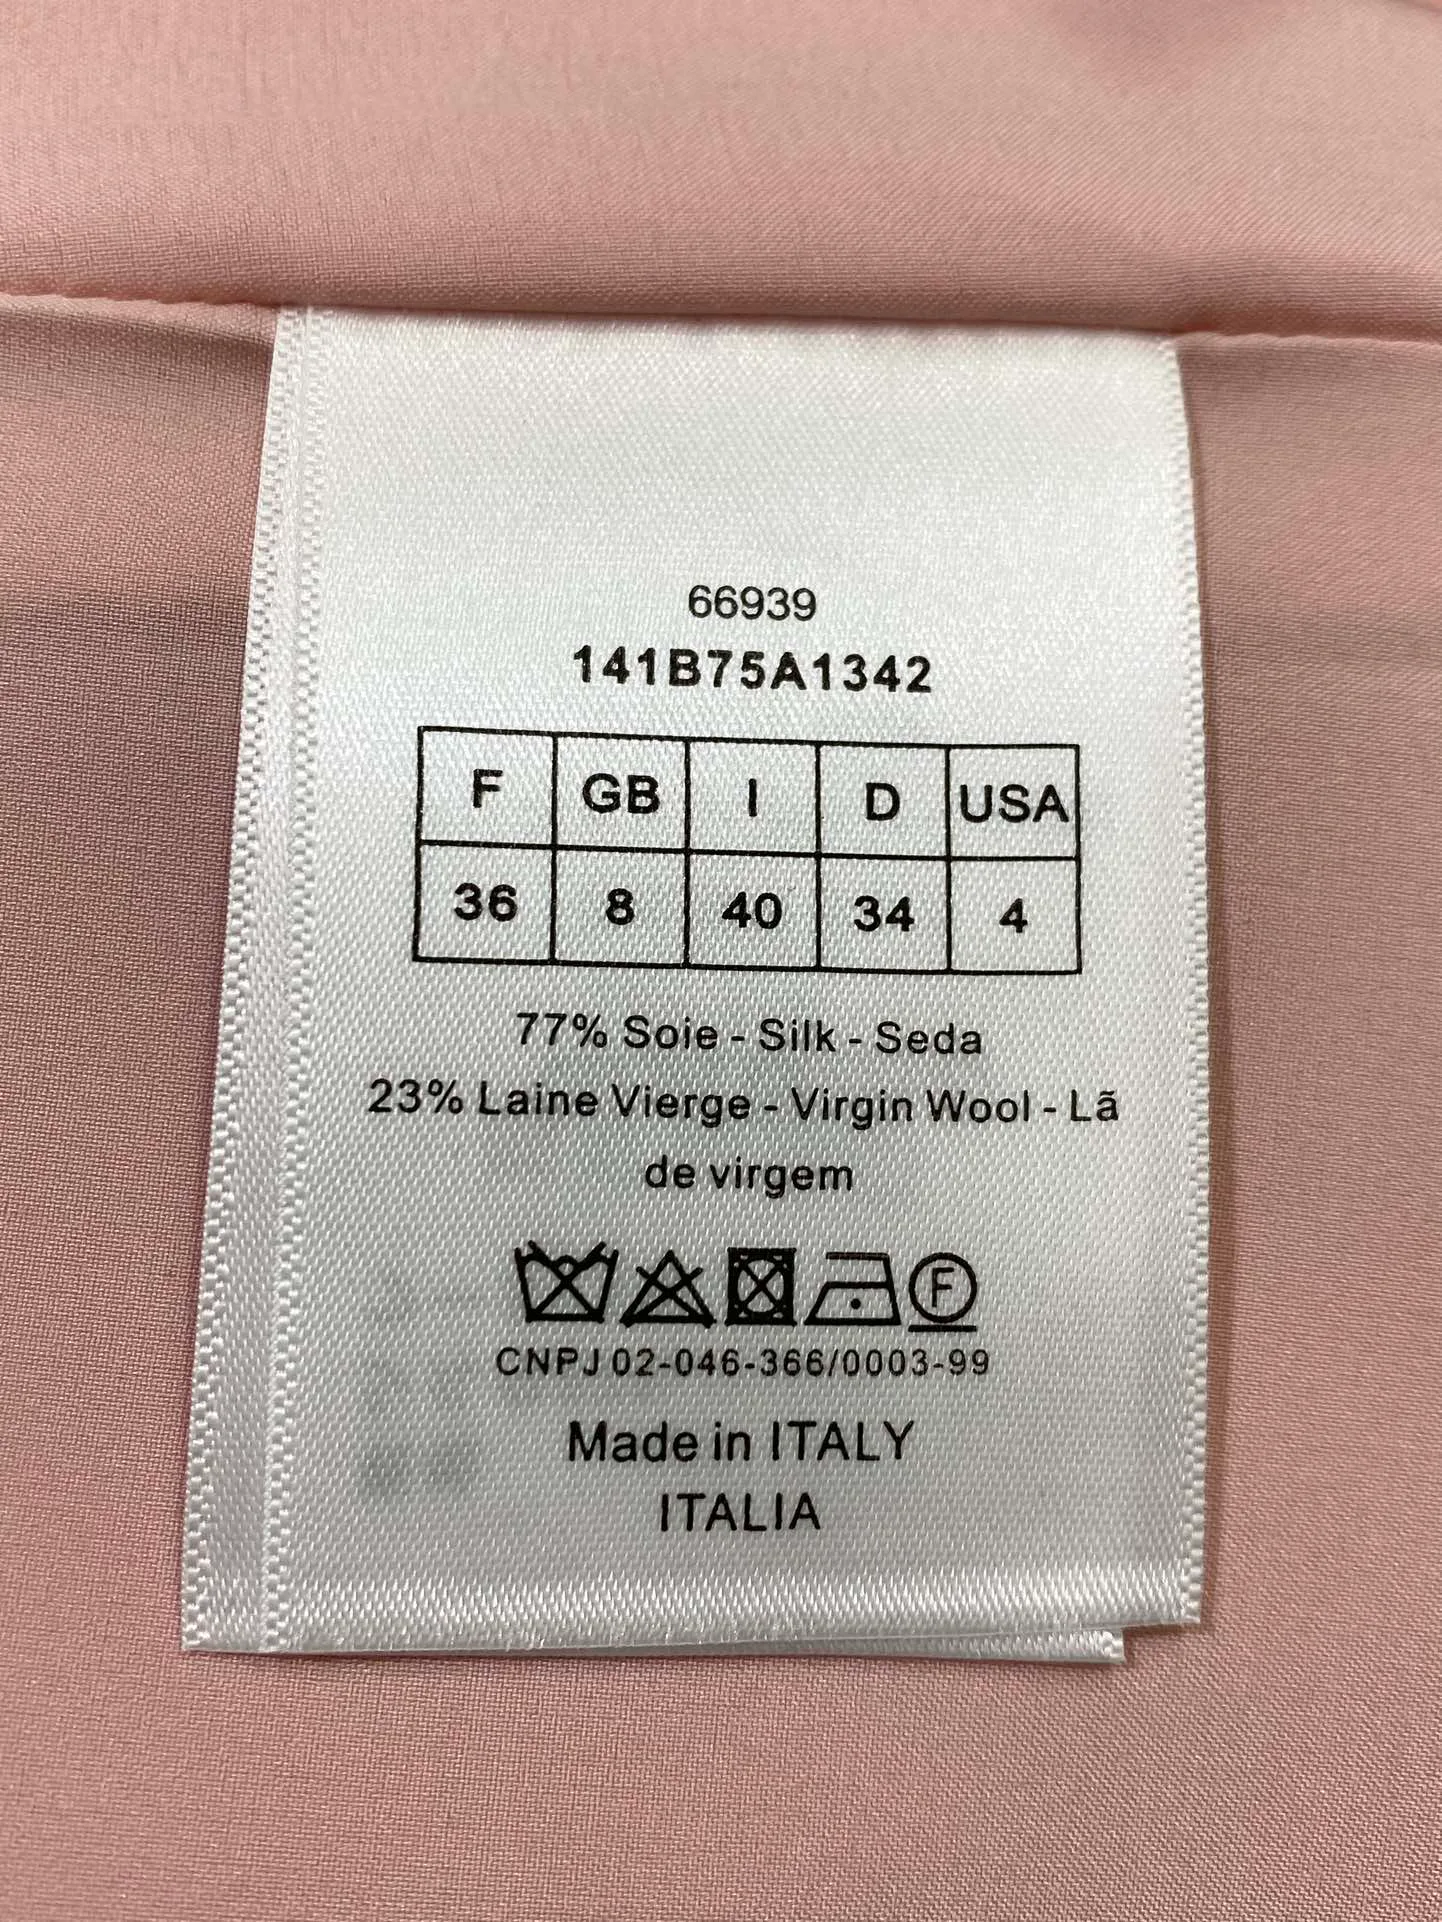 66939
141B75A1342
F GB I D USA
36 8 40 34 4
77% Soie - Silk - Seda
23% Laine Vierge - Virgin Wool - Lã
de virgem
F
CNPJ 02-046-366/0003-99
Made in ITALY
ITALIA